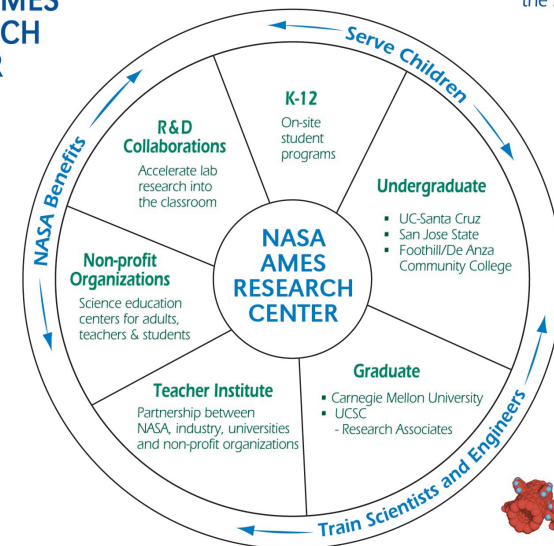 AMES
CH
R
the
Serve Children
NASA Benefits
Train Scientists and Engineers
K-12
On-site
student
programs
R&D
Collaborations
Accelerate lab
research into
the classroom
Undergraduate
▪ UC-Santa Cruz
▪ San Jose State
▪ Foothill/De Anza
Community College
NASA
AMES
RESEARCH
CENTER
Non-profit
Organizations
Science education
centers for adults,
teachers & students
Graduate
▪ Carnegie Mellon University
▪ UCSC
- Research Associates
Teacher Institute
Partnership between
NASA, industry, universities
and non-profit organizations